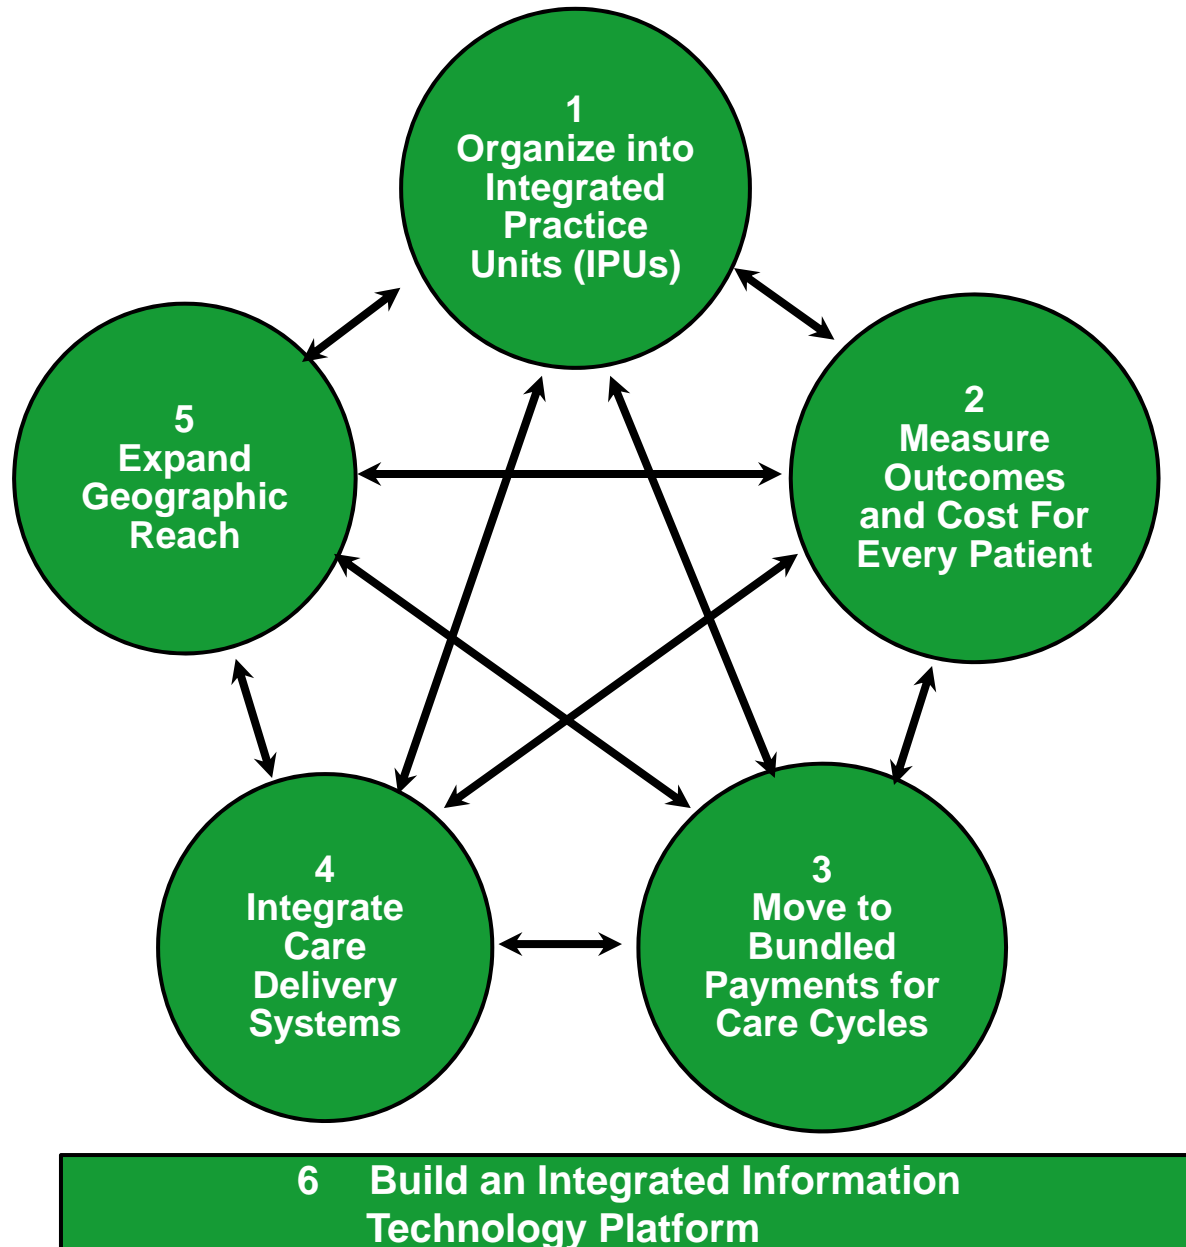 1
Organize into
Integrated
Practice
Units (IPUs)
2
Measure
Outcomes
and Cost For
Every Patient
3
Move to
Bundled
Payments for
Care Cycles
4
Integrate
Care
Delivery
Systems
5
Expand
Geographic
Reach
6 Build an Integrated Information
Technology Platform